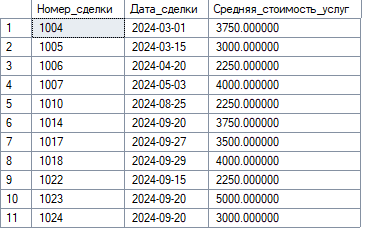 Номер_сделки Дата_сделки Средняя_стоимость_услуг
1 1004 2024-03-01 3750.000000
2 1005 2024-03-15 3000.000000
3 1006 2024-04-20 2250.000000
4 1007 2024-05-03 4000.000000
5 1010 2024-08-25 2250.000000
6 1014 2024-09-20 3750.000000
7 1017 2024-09-27 3500.000000
8 1018 2024-09-29 4000.000000
9 1022 2024-09-15 2250.000000
10 1023 2024-09-20 5000.000000
11 1024 2024-09-20 3000.000000